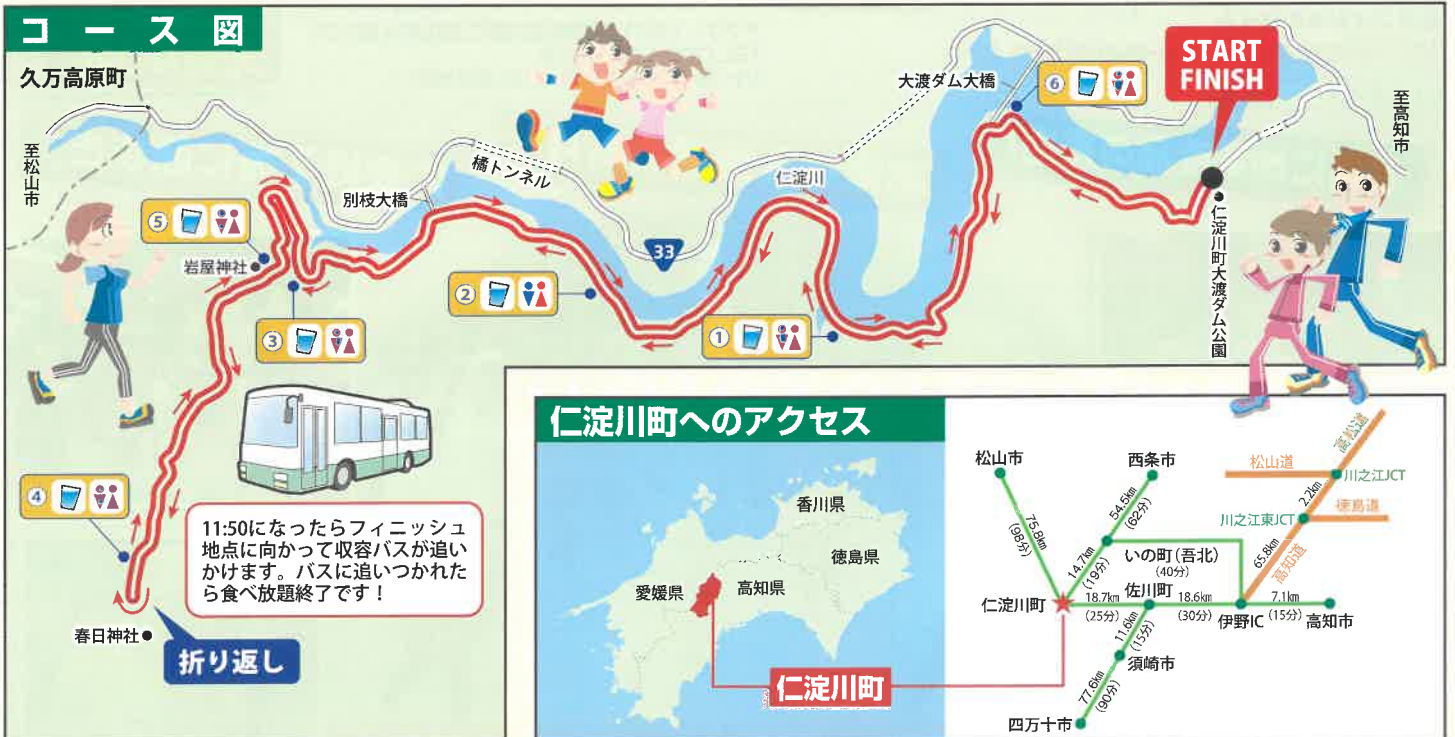 コース図
久万高原町
至松山市
別枝大橋
橘トンネル
33
仁淀川
大渡ダム大橋
⑥
START
FINISH
至高知市
仁淀川町大渡ダム公園
⑤
岩屋神社
③
②
①
④
11:50になったらフィニッシュ
地点に向かって収容バスが追い
かけます。バスに追いつかれた
ら食べ放題終了です！
春日神社
折り返し
仁淀川町へのアクセス
香川県
徳島県
愛媛県
高知県
仁淀川町
松山市
75.8km
(98分)
西条市
54.5km
(62分)
14.7km
(19分)
いの町(吾北)
(40分)
仁淀川町
18.7km
(25分)
佐川町
18.6km
(30分)
伊野IC
7.1km
(15分)
高知市
11.6km
(15分)
須崎市
77.6km
(90分)
四万十市
高松道
松山道
川之江JCT
2.2km
川之江東JCT
徳島道
65.8km
高知道